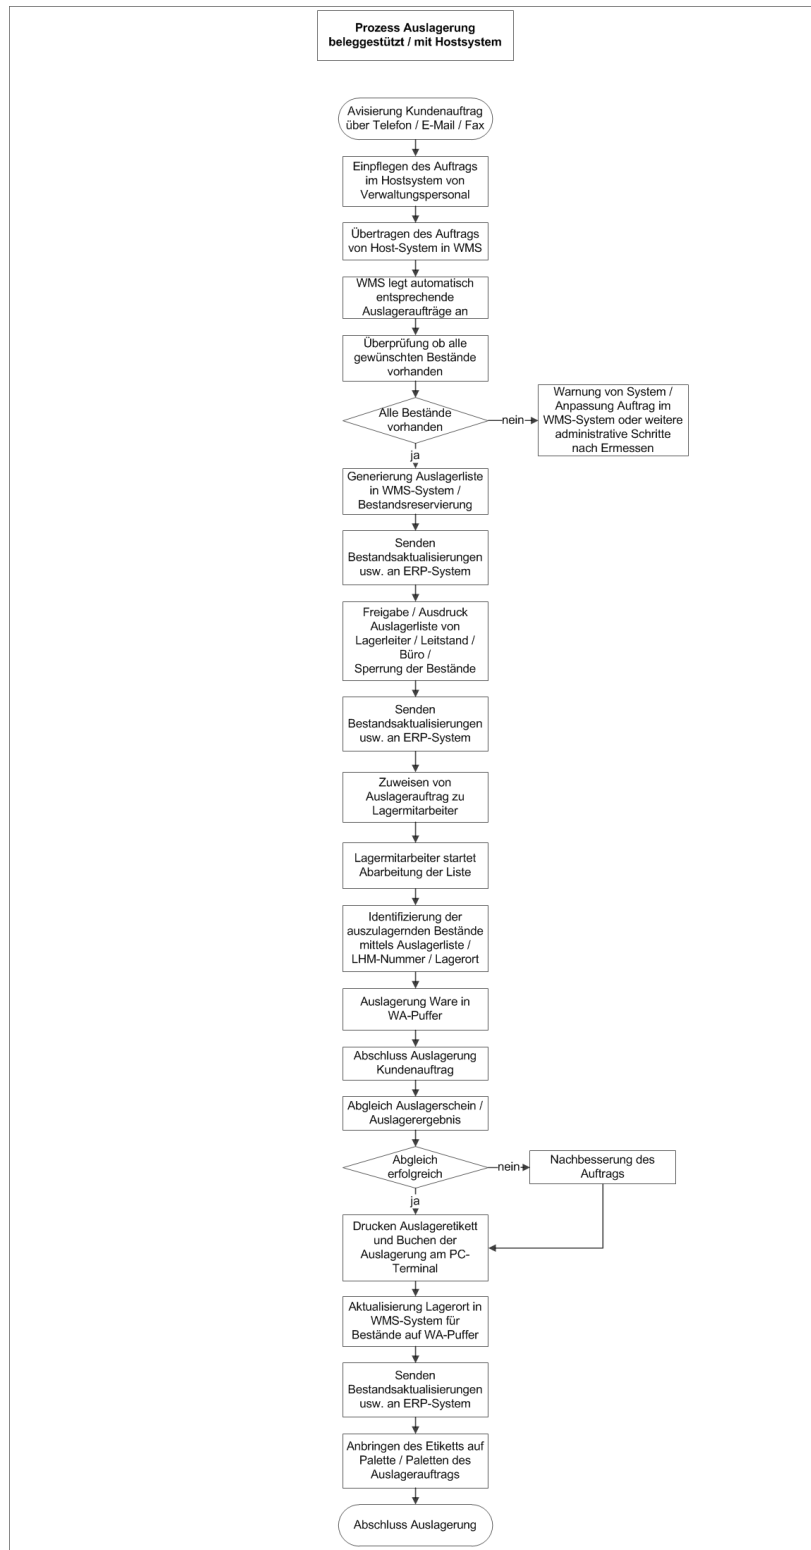 Prozess Auslagerung
beleggestützt / mit Hostsystem
Avisierung Kundenauftrag
über Telefon / E-Mail / Fax
Einpflegen des Auftrags
im Hostsystem von
Verwaltungspersonal
Übertragen des Auftrags
von Host-System in WMS
WMS legt automatisch
entsprechende
Auslageraufträge an
Überprüfung ob alle
gewünschten Bestände
vorhanden
Alle Bestände
vorhanden
nein
Warnung von System /
Anpassung Auftrag im
WMS-System oder weitere
administrative Schritte
nach Ermessen
ja
Generierung Auslagerliste
in WMS-System /
Bestandsreservierung
Senden
Bestandsaktualisierungen
usw. an ERP-System
Freigabe / Ausdruck
Auslagerliste von
Lagerleiter / Leitstand /
Büro /
Sperrung der Bestände
Senden
Bestandsaktualisierungen
usw. an ERP-System
Zuweisen von
Auslagerauftrag zu
Lagermitarbeiter
Lagermitarbeiter startet
Abarbeitung der Liste
Identifizierung der
auszulagernden Bestände
mittels Auslagerliste /
LHM-Nummer / Lagerort
Auslagerung Ware in
WA-Puffer
Abschluss Auslagerung
Kundenauftrag
Abgleich Auslagerschein /
Auslagerergebnis
Abgleich
erfolgreich
nein
Nachbesserung des
Auftrags
ja
Drucken Auslageretikett
und Buchen der
Auslagerung am PC-
Terminal
Aktualisierung Lagerort in
WMS-System für
Bestände auf WA-Puffer
Senden
Bestandsaktualisierungen
usw. an ERP-System
Anbringen des Etiketts auf
Palette / Paletten des
Auslagerauftrags
Abschluss Auslagerung